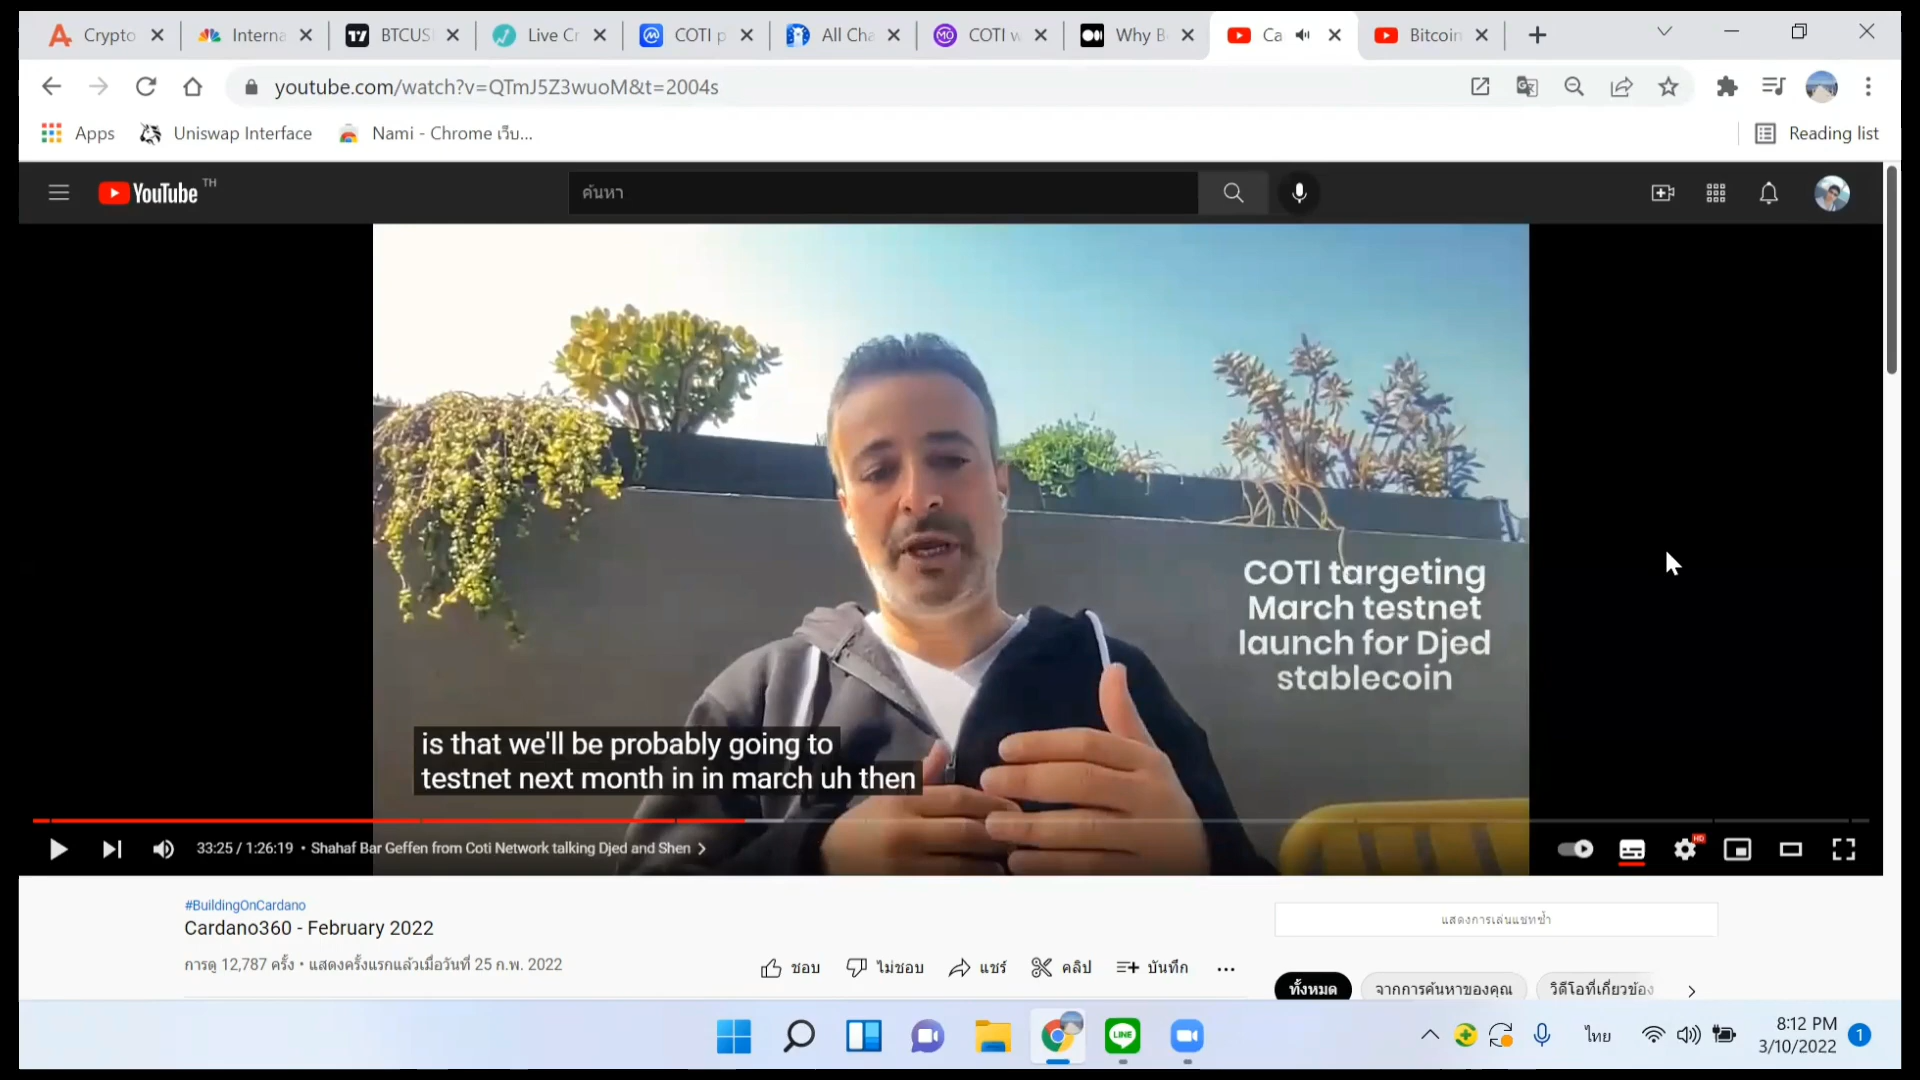 Crypto
Interna
BTCUS
Live Cr
COTI p
All Cha
COTI w
Why B
Ca
Bitcoin
youtube.com/watch?v=QTmJ5Z3wuoM&t=2004s
Apps
Uniswap Interface
Nami - Chrome เว็บ...
Reading list
YouTube TH
ค้นหา
COTI targeting
March testnet
launch for Djed
stablecoin
is that we'll be probably going to
testnet next month in in march uh then
33:25 / 1:26:19 • Shahaf Bar Geffen from Coti Network talking Djed and Shen
HD
#BuildingOnCardano
Cardano360 - February 2022
การดู 12,787 ครั้ง • แสดงครั้งแรกแล้วเมื่อวันที่ 25 ก.พ. 2022
ชอบ
ไม่ชอบ
แชร์
คลิป
บันทึก
แสดงการเล่นแชทซ้ำ
ทั้งหมด
จากการค้นหาของคุณ
วิดีโอที่เกี่ยวข้อง
LINE
ไทย
8:12 PM
3/10/2022
1